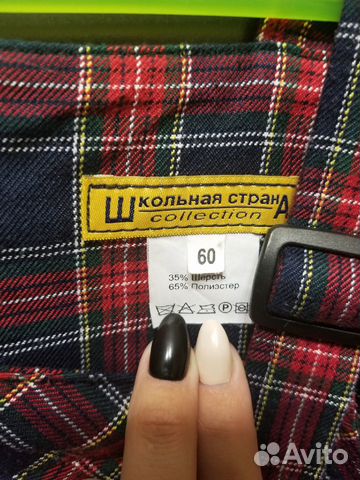 Школьная странА
collection
60
35% Шерсть
65% Полиэстер
Avito